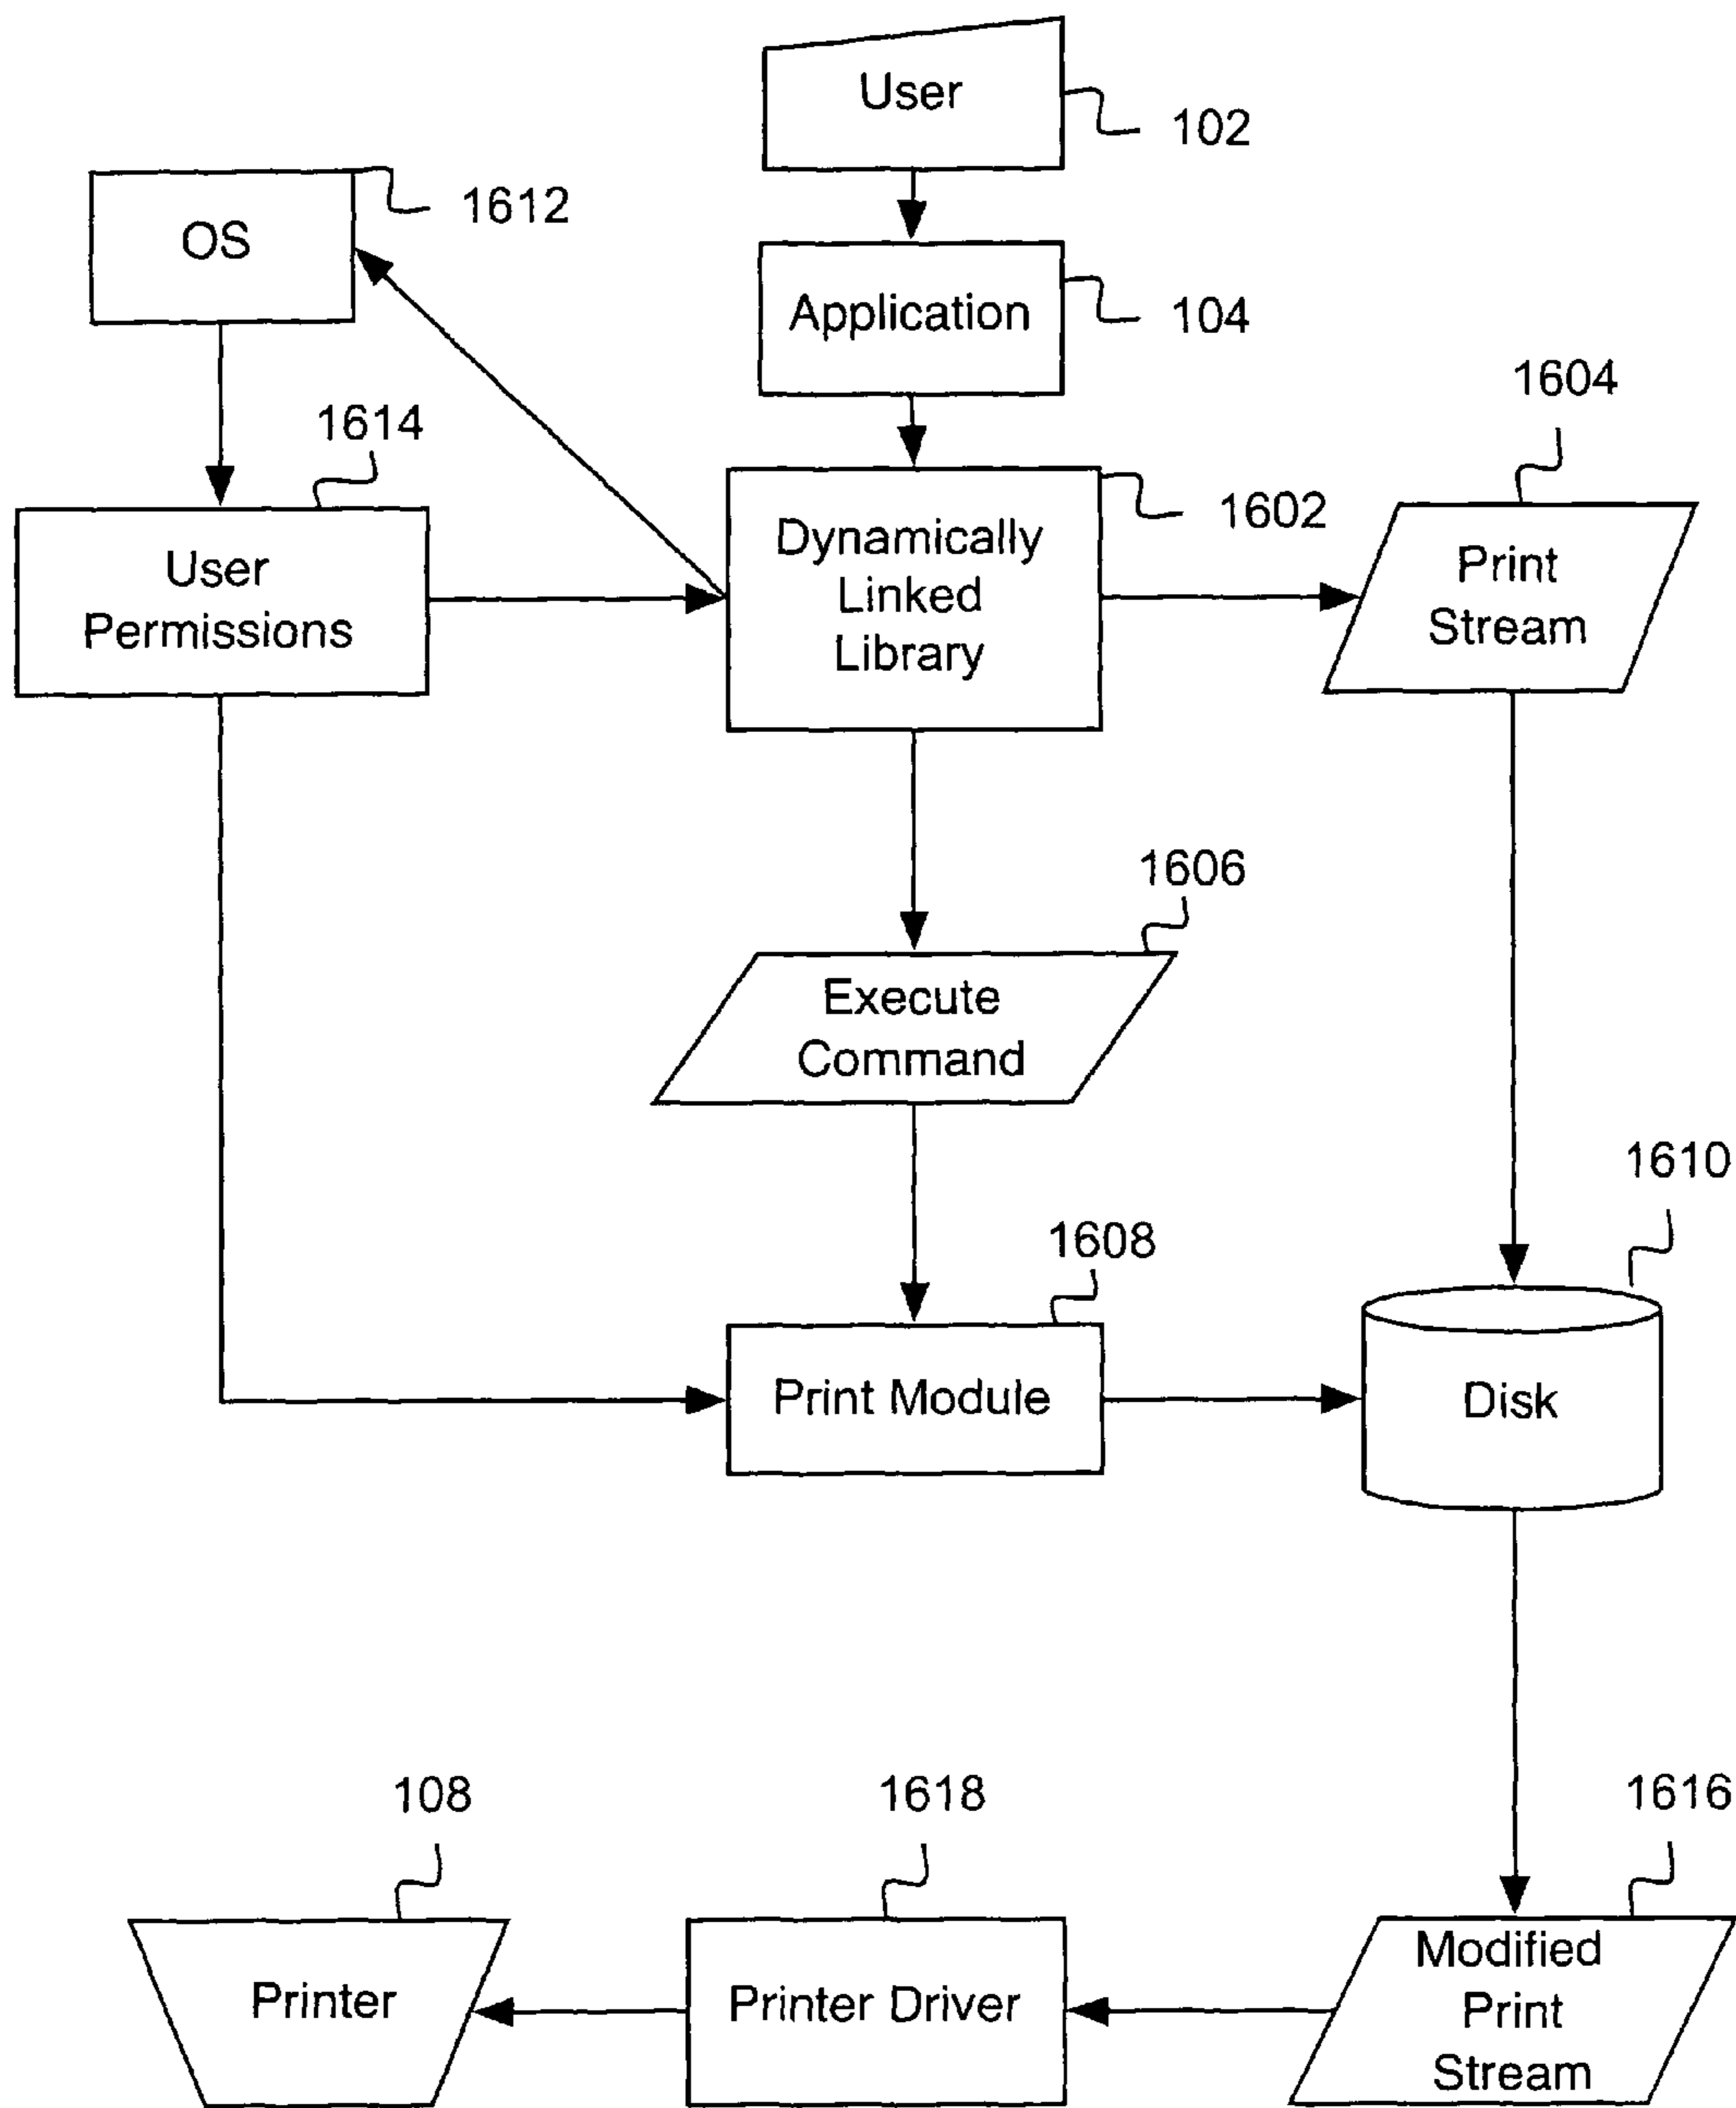 User
102
OS
1612
Application
104
1604
1614
User
Permissions
Dynamically
Linked
Library
1602
Print
Stream
1606
Execute
Command
1610
1608
Print Module
Disk
108
1618
1616
Printer
Printer Driver
Modified
Print
Stream